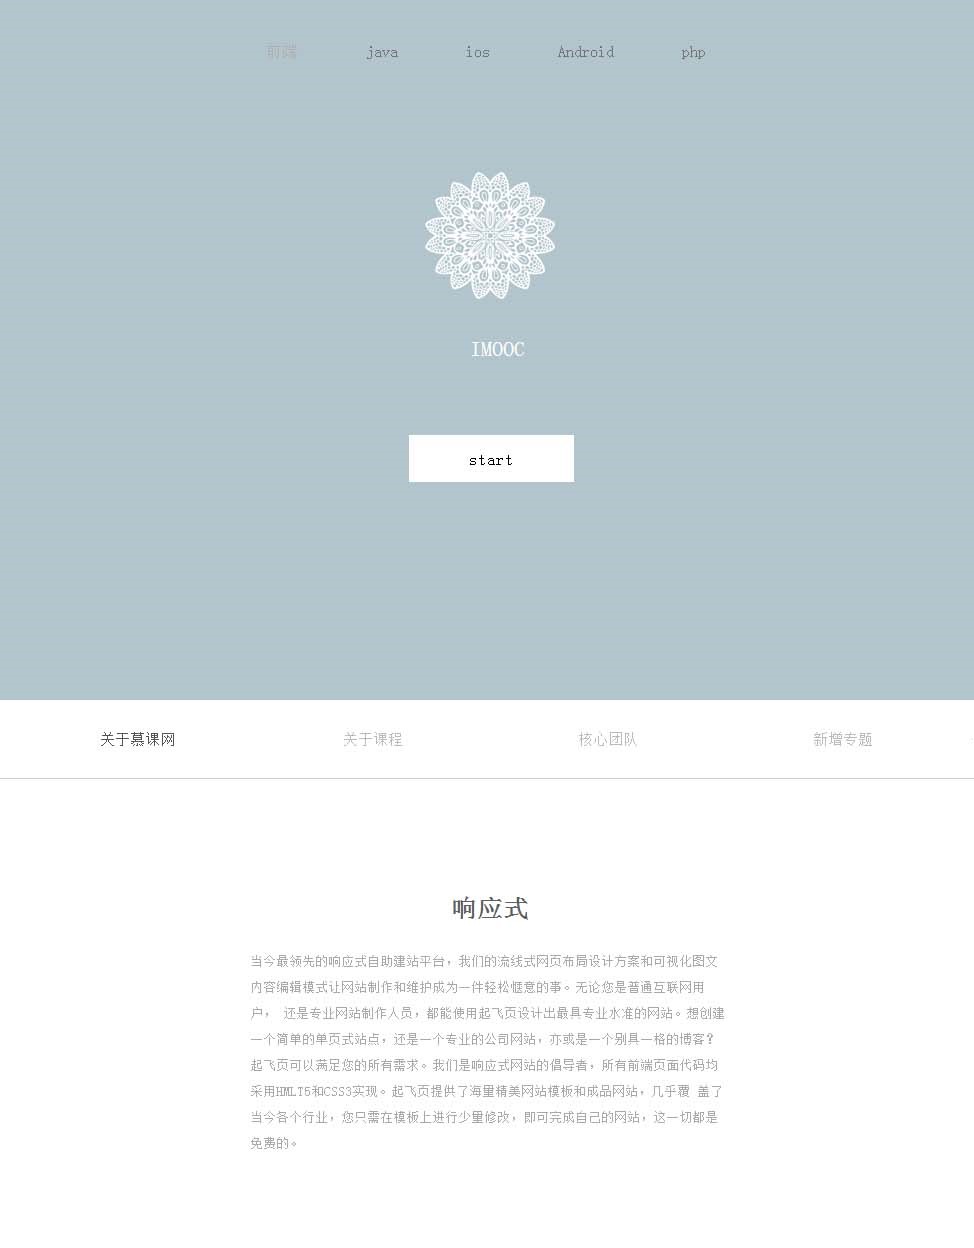 前端 java ios Android php
IMOOC
start
关于慕课网 关于课程 核心团队 新增专题
响应式
当今最领先的响应式自助建站平台，我们的流线式网页布局设计方案和可视化图文
内容编辑模式让网站制作和维护成为一件轻松惬意的事。无论您是普通互联网用
户， 还是专业网站制作人员，都能使用起飞页设计出最具专业水准的网站。想创建
一个简单的单页式站点，还是一个专业的公司网站，亦或是一个别具一格的博客？
起飞页可以满足您的所有需求。我们是响应式网站的倡导者，所有前端页面代码均
采用HMLT5和CSS3实现。起飞页提供了海量精美网站模板和成品网站，几乎覆 盖了
当今各个行业，您只需在模板上进行少量修改，即可完成自己的网站，这一切都是
免费的。